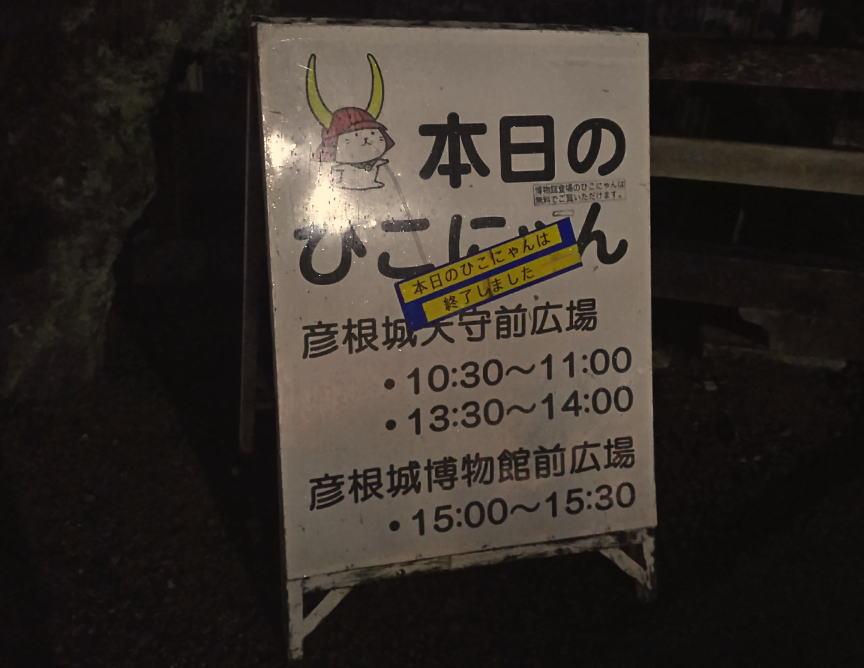 本日の
博物館登場のひこにゃんは
無料でご覧いただけます。
ひこにゃん
本日のひこにゃんは
終了しました
彦根城天守前広場
・10:30〜11:00
・13:30〜14:00
彦根城博物館前広場
・15:00〜15:30